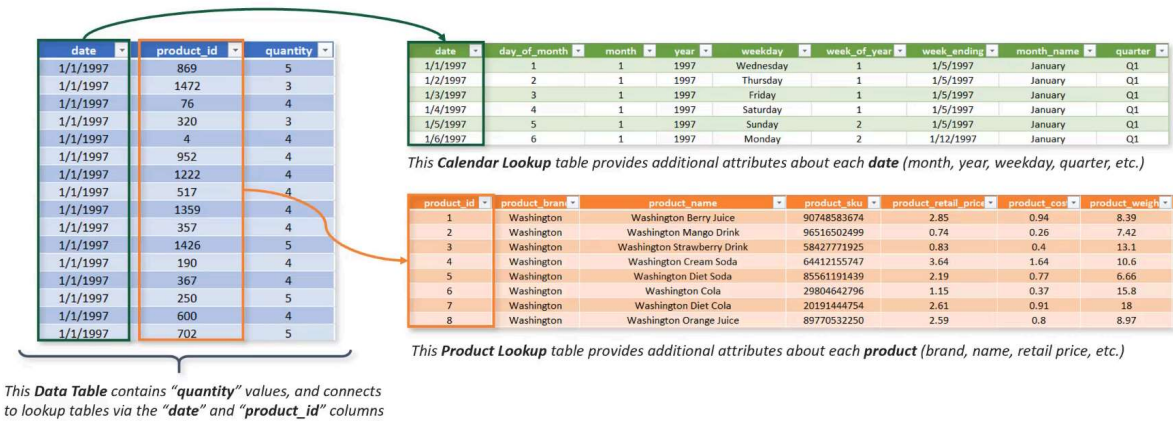 date product_id quantity
1/1/1997 869 5
1/1/1997 1472 3
1/1/1997 76 4
1/1/1997 320 3
1/1/1997 4 4
1/1/1997 952 4
1/1/1997 1222 4
1/1/1997 517 4
1/1/1997 1359 4
1/1/1997 357 4
1/1/1997 1426 5
1/1/1997 190 4
1/1/1997 367 4
1/1/1997 250 5
1/1/1997 600 4
1/1/1997 702 5
This Data Table contains “quantity” values, and connects
to lookup tables via the “date” and “product_id” columns
date day_of_month month year weekday week_of_year week_ending month_name quarter
1/1/1997 1 1 1997 Wednesday 1 1/5/1997 January Q1
1/2/1997 2 1 1997 Thursday 1 1/5/1997 January Q1
1/3/1997 3 1 1997 Friday 1 1/5/1997 January Q1
1/4/1997 4 1 1997 Saturday 1 1/5/1997 January Q1
1/5/1997 5 1 1997 Sunday 2 1/5/1997 January Q1
1/6/1997 6 1 1997 Monday 2 1/12/1997 January Q1
This Calendar Lookup table provides additional attributes about each date (month, year, weekday, quarter, etc.)
product_id product_bran product_name product_sku product_retail_price product_cos product_weigh
1 Washington Washington Berry Juice 90748583674 2.85 0.94 8.39
2 Washington Washington Mango Drink 96516502499 0.74 0.26 7.42
3 Washington Washington Strawberry Drink 58427771925 0.83 0.4 13.1
4 Washington Washington Cream Soda 64412155747 3.64 1.64 10.6
5 Washington Washington Diet Soda 85561191439 2.19 0.77 6.66
6 Washington Washington Cola 29804642796 1.15 0.37 15.8
7 Washington Washington Diet Cola 20191444754 2.61 0.91 18
8 Washington Washington Orange Juice 89770532250 2.59 0.8 8.97
This Product Lookup table provides additional attributes about each product (brand, name, retail price, etc.)